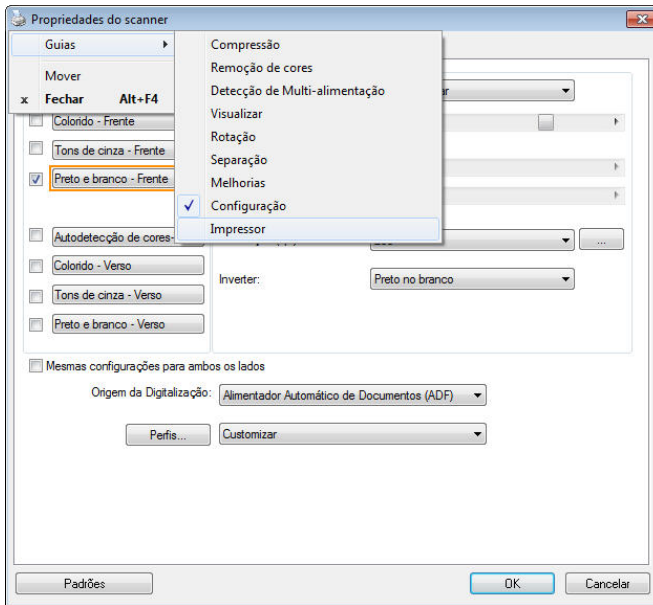 Propriedades do scanner
Guias
Mover
x Fechar Alt+F4
Compressão
Remoção de cores
Detecção de Multi-alimentação
Visualizar
Rotação
Separação
Melhorias
Configuração
Impressor
Colorido - Frente
Tons de cinza - Frente
Preto e branco - Frente
Autodetecção de cores-
...
Colorido - Verso
Inverter: Preto no branco
Tons de cinza - Verso
Preto e branco - Verso
Mesmas configurações para ambos os lados
Origem da Digitalização: Alimentador Automático de Documentos (ADF)
Perfis... Customizar
Padrões OK Cancelar